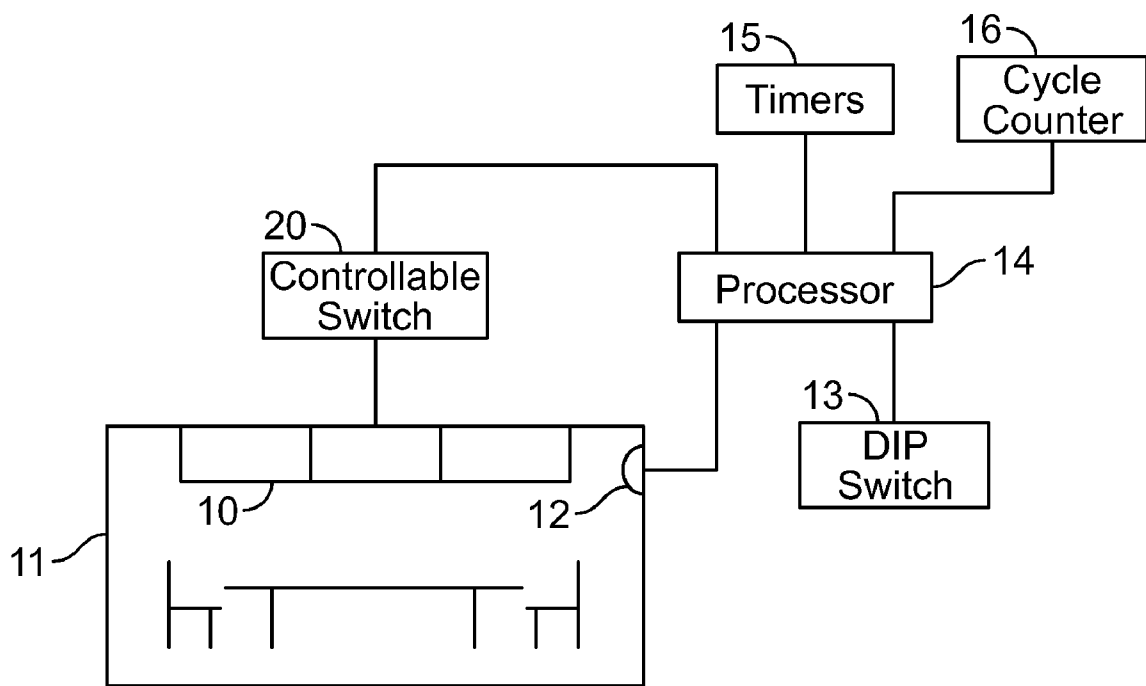 15
Timers
16
Cycle
Counter
20
Controllable
Switch
Processor
14
13
DIP
Switch
10
12
11